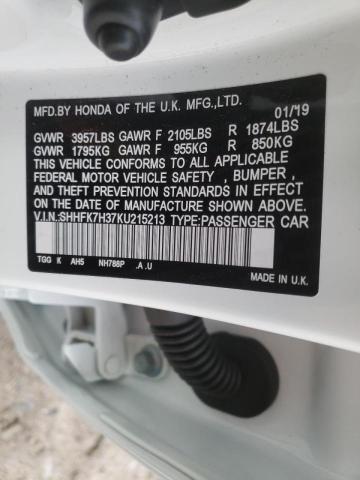 MFD.BY HONDA OF THE U.K. MFG.,LTD. 01/19
GVWR 3957LBS GAWR F 2105LBS R 1874LBS
GVWR 1795KG GAWR F 955KG R 850KG
THIS VEHICLE CONFORMS TO ALL APPLICABLE
FEDERAL MOTOR VEHICLE SAFETY , BUMPER ,
AND THEFT PREVENTION STANDARDS IN EFFECT
ON THE DATE OF MANUFACTURE SHOWN ABOVE.
V.I.N.:SHHFK7H37KU215213 TYPE:PASSENGER CAR
TGG K AH5 NH788P .A .U
MADE IN U.K.